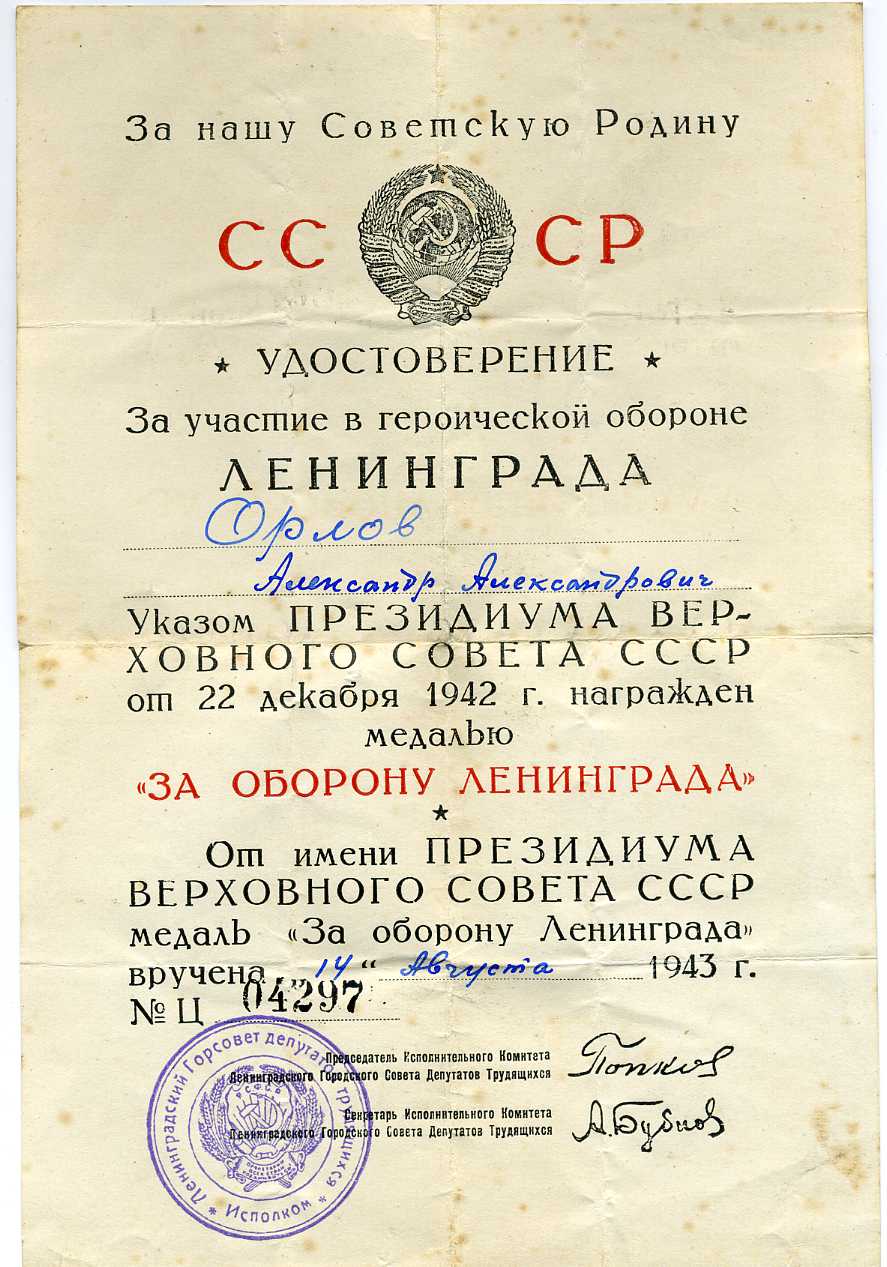 За нашу Советскую Родину
СС СР
★ УДОСТОВЕРЕНИЕ ★
За участие в героической обороне
ЛЕНИНГРАДА
Орлов
Александр Александрович
Указом ПРЕЗИДИУМА ВЕР-
ХОВНОГО СОВЕТА СССР
от 22 декабря 1942 г. награжден
медалью
«ЗА ОБОРОНУ ЛЕНИНГРАДА»
★
От имени ПРЕЗИДИУМА
ВЕРХОВНОГО СОВЕТА СССР
медаль «За оборону Ленинграда»
вручена „14“ Августа 1943 г.
№ Ц 04297
Председатель Исполнительного Комитета
Ленинградского Городского Совета Депутатов Трудящихся
Попков
Секретарь Исполнительного Комитета
Ленинградского Городского Совета Депутатов Трудящихся
А. Бубнов
Ленинградский Горсовет депутатов трудящихся
★ Исполком ★
РСФСР